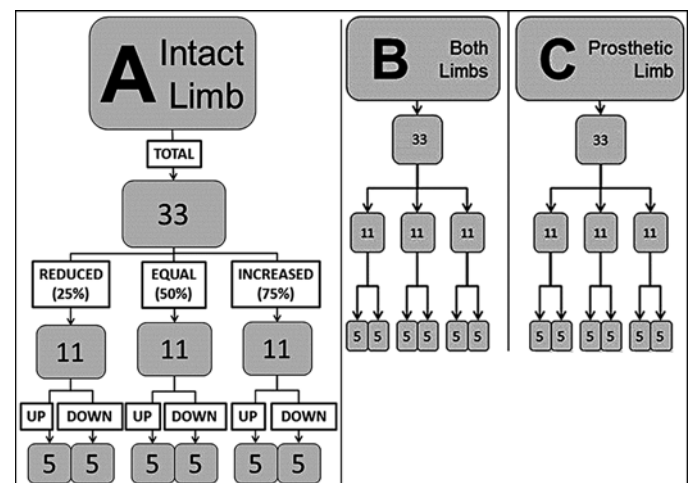 A Intact
Limb
TOTAL
33
REDUCED
(25%)
EQUAL
(50%)
INCREASED
(75%)
11 11 11
UP DOWN UP DOWN UP DOWN
5 5 5 5 5 5
B Both
Limbs
33
11 11 11
5 5 5 5 5 5
C Prosthetic
Limb
33
11 11 11
5 5 5 5 5 5